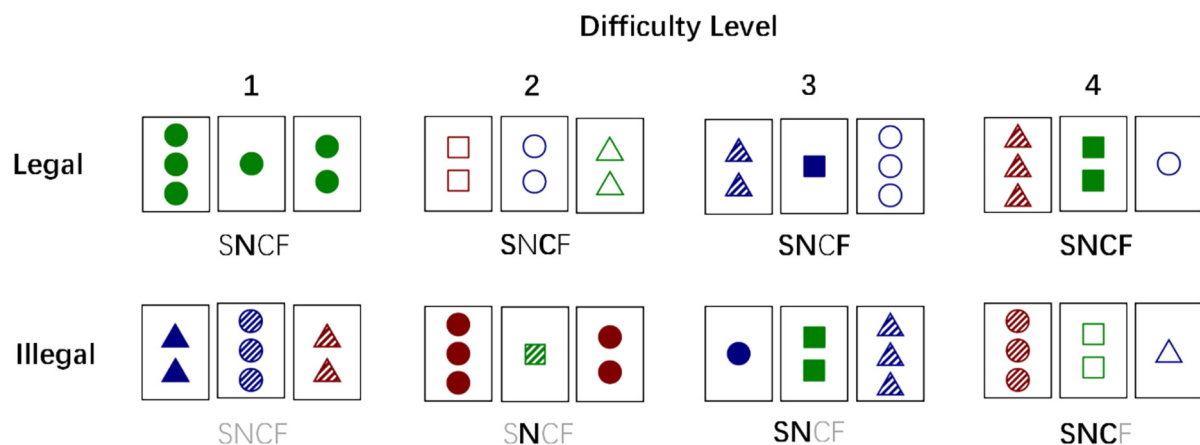 Difficulty Level
1 2 3 4
Legal
SNCF SNCF SNCF SNCF
Illegal
SNCF SNCF SNCF SNCF